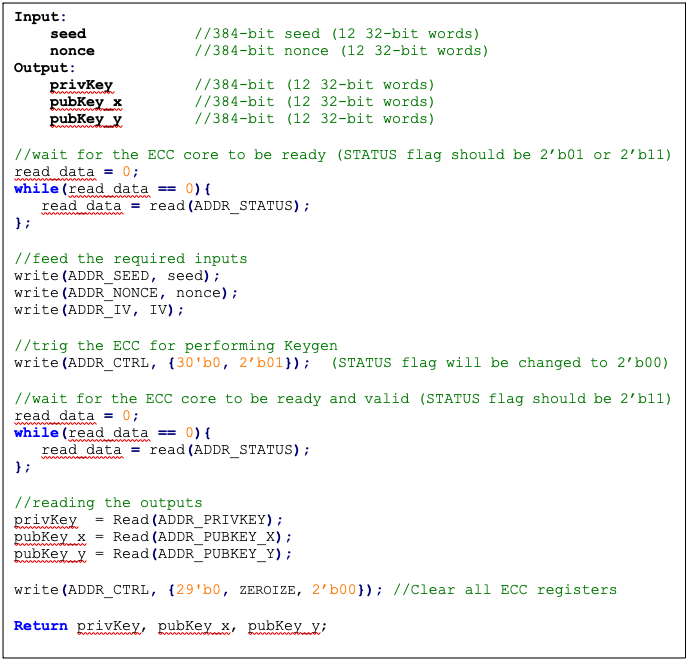 Input:
    seed            //384-bit seed (12 32-bit words)
    nonce           //384-bit nonce (12 32-bit words)
Output:
    privKey         //384-bit (12 32-bit words)
    pubKey_x        //384-bit (12 32-bit words)
    pubKey_y        //384-bit (12 32-bit words)

//wait for the ECC core to be ready (STATUS flag should be 2’b01 or 2’b11)
read_data = 0;
while(read_data == 0){
   read_data = read(ADDR_STATUS);
};

//feed the required inputs
write(ADDR_SEED, seed);
write(ADDR_NONCE, nonce);
write(ADDR_IV, IV);

//trig the ECC for performing Keygen
write(ADDR_CTRL, {30'b0, 2’b01});  (STATUS flag will be changed to 2’b00)

//wait for the ECC core to be ready and valid (STATUS flag should be 2’b11)
read_data = 0;
while(read_data == 0){
   read_data = read(ADDR_STATUS);
};

//reading the outputs
privKey  = Read(ADDR_PRIVKEY);
pubKey_x = Read(ADDR_PUBKEY_X);
pubKey_y = Read(ADDR_PUBKEY_Y);

write(ADDR_CTRL, {29'b0, ZEROIZE, 2’b00}); //Clear all ECC registers

Return privKey, pubKey_x, pubKey_y;